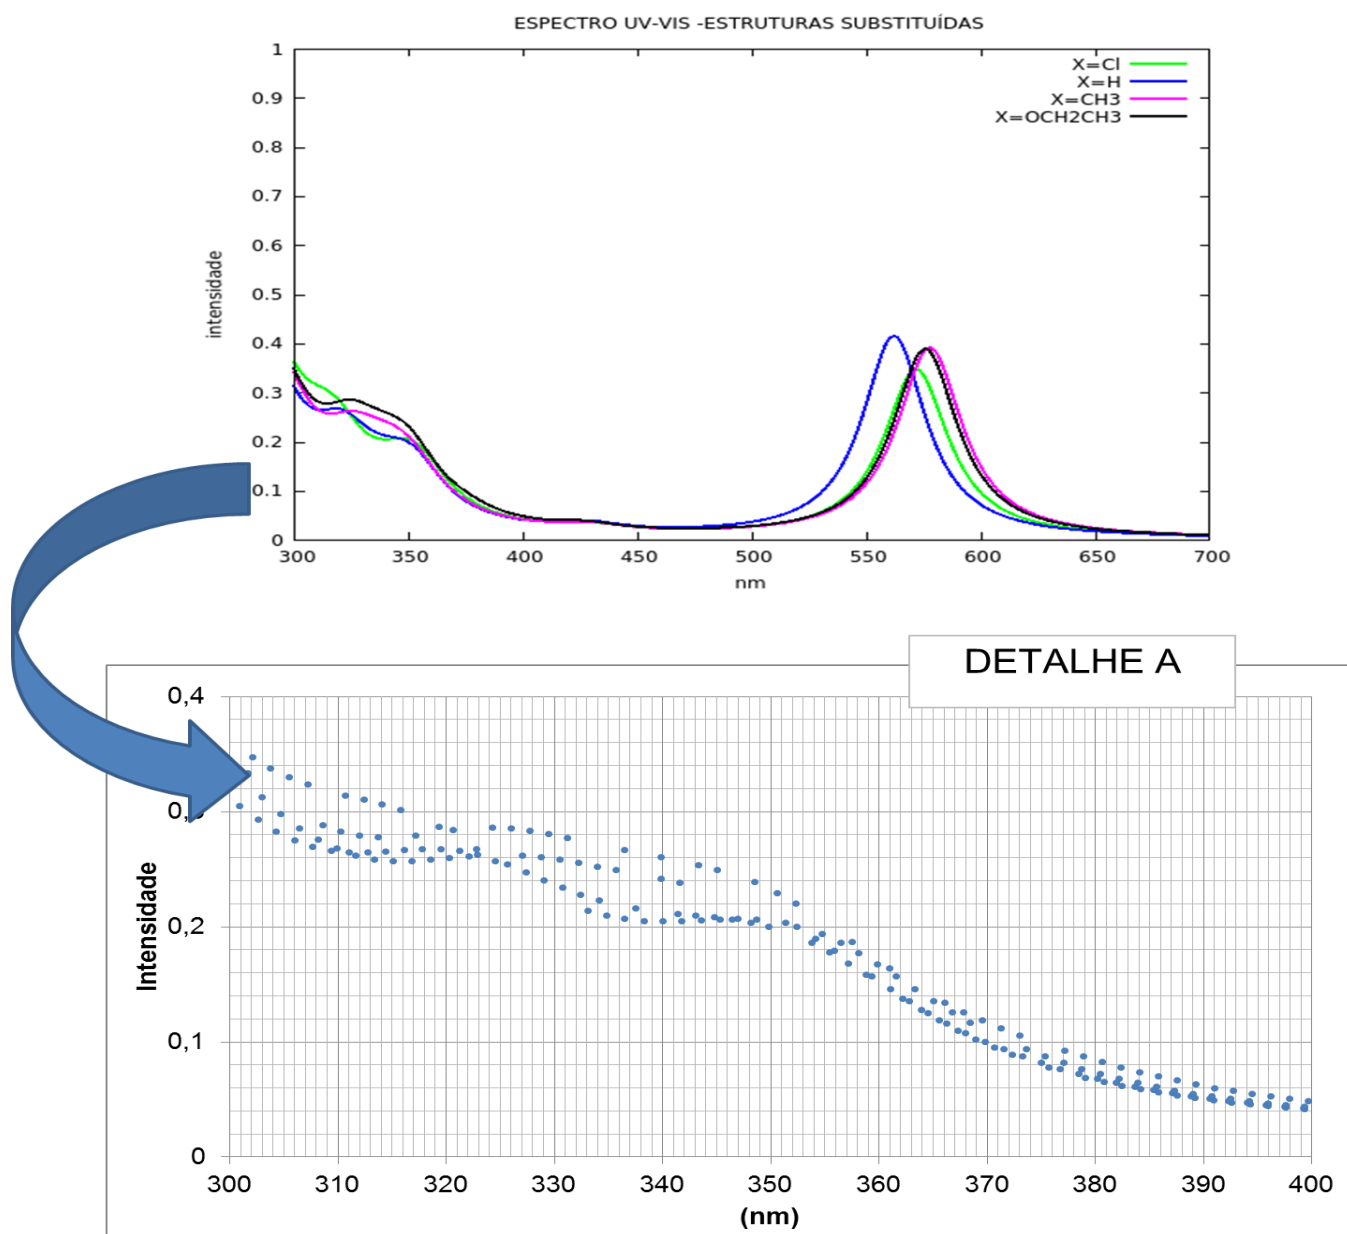 ESPECTRO UV-VIS -ESTRUTURAS SUBSTITUÍDAS
1
0.9
0.8
0.7
0.6
0.5
0.4
0.3
0.2
0.1
0
intensidade
X=Cl
X=H
X=CH3
X=OCH2CH3
300 350 400 450 500 550 600 650 700
nm
DETALHE A
0,4
0,2
0,1
0
Intensidade
300 310 320 330 340 350 360 370 380 390 400
(nm)